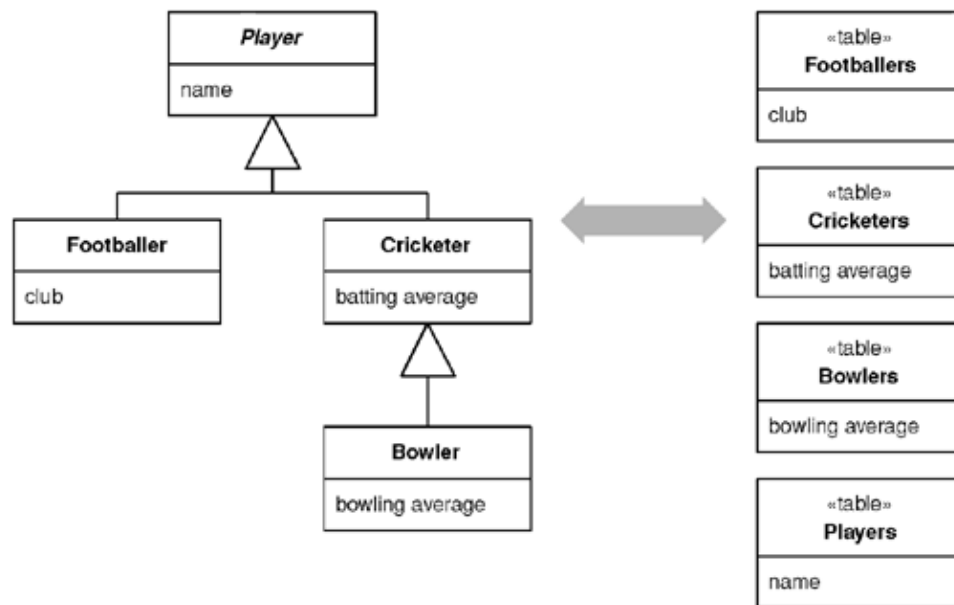 Player
name
Footballer
club
Cricketer
batting average
Bowler
bowling average
«table»
Footballers
club
«table»
Cricketers
batting average
«table»
Bowlers
bowling average
«table»
Players
name